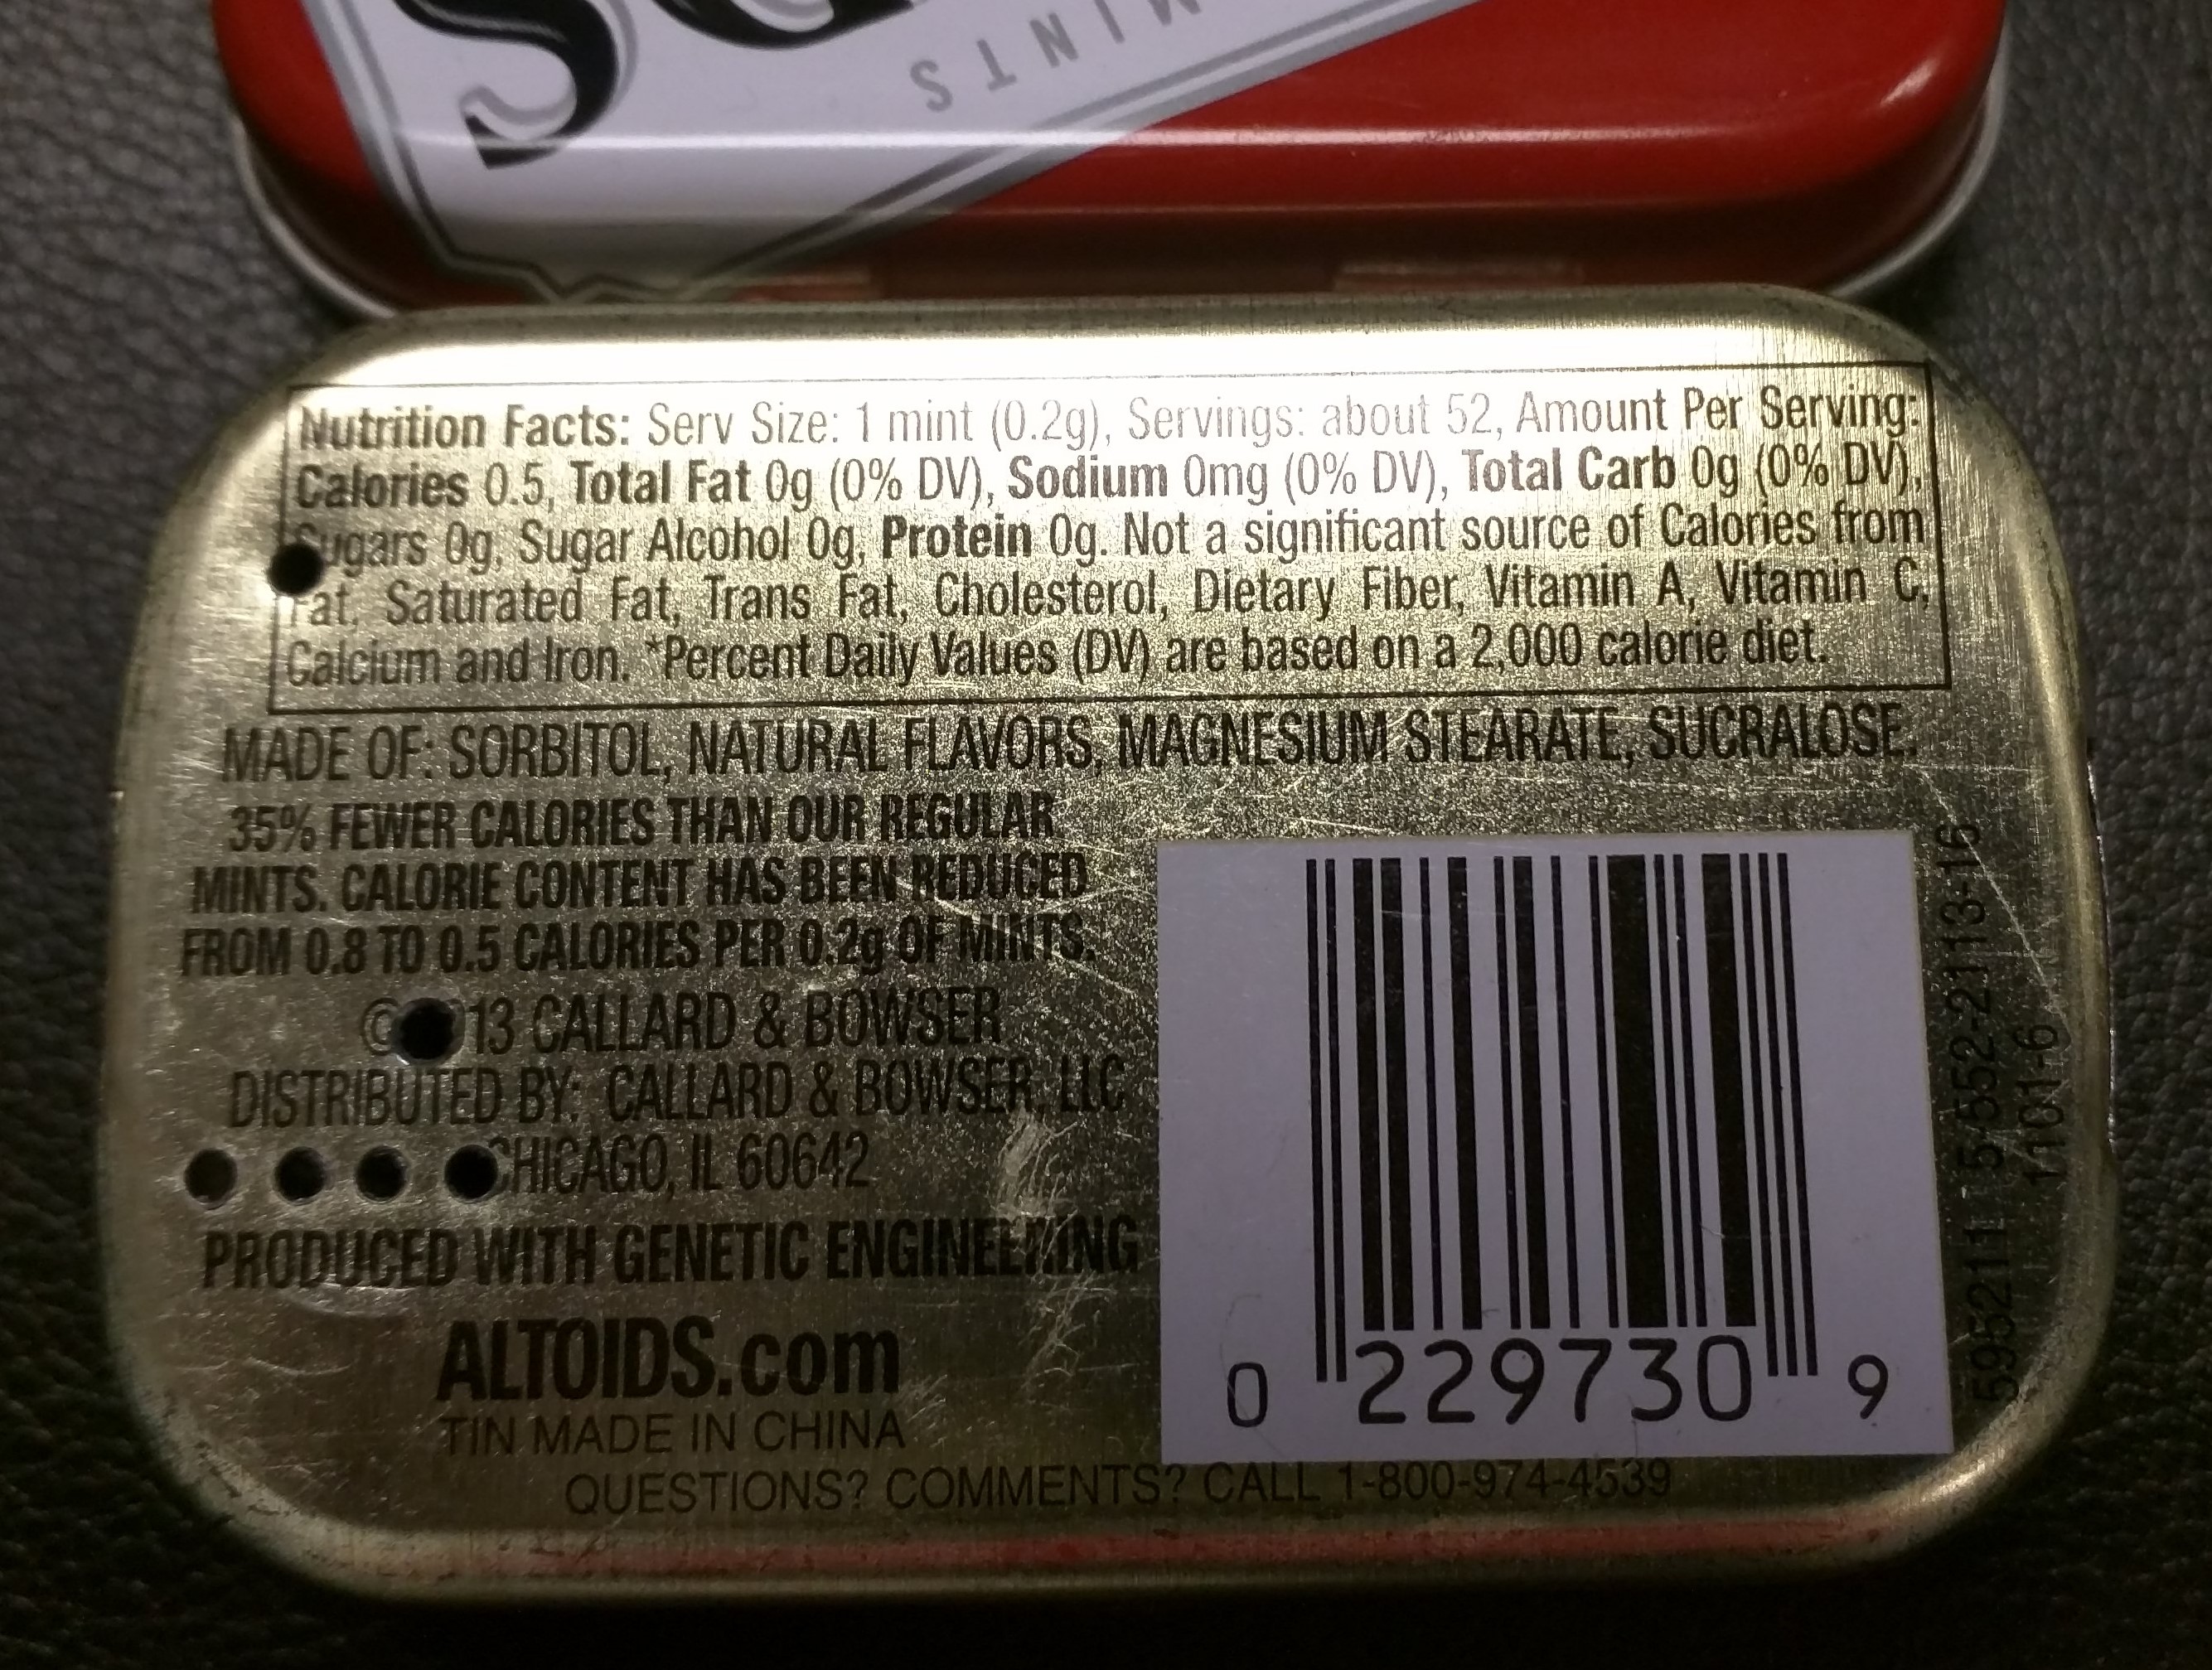 MINTS
Nutrition Facts: Serv Size: 1 mint (0.2g), Servings: about 52, Amount Per Serving:
Calories 0.5, Total Fat 0g (0% DV), Sodium 0mg (0% DV), Total Carb 0g (0% DV),
Sugars 0g, Sugar Alcohol 0g, Protein 0g. Not a significant source of Calories from
Fat, Saturated Fat, Trans Fat, Cholesterol, Dietary Fiber, Vitamin A, Vitamin C,
Calcium and Iron. *Percent Daily Values (DV) are based on a 2,000 calorie diet.
MADE OF: SORBITOL, NATURAL FLAVORS, MAGNESIUM STEARATE, SUCRALOSE.
35% FEWER CALORIES THAN OUR REGULAR
MINTS. CALORIE CONTENT HAS BEEN REDUCED
FROM 0.8 TO 0.5 CALORIES PER 0.2g OF MINTS.
© 13 CALLARD & BOWSER
DISTRIBUTED BY: CALLARD & BOWSER, LLC
CHICAGO, IL 60642
PRODUCED WITH GENETIC ENGINEERING
ALTOIDS.com
TIN MADE IN CHINA
QUESTIONS? COMMENTS? CALL 1-800-974-4539
0 229730 9
1101-6